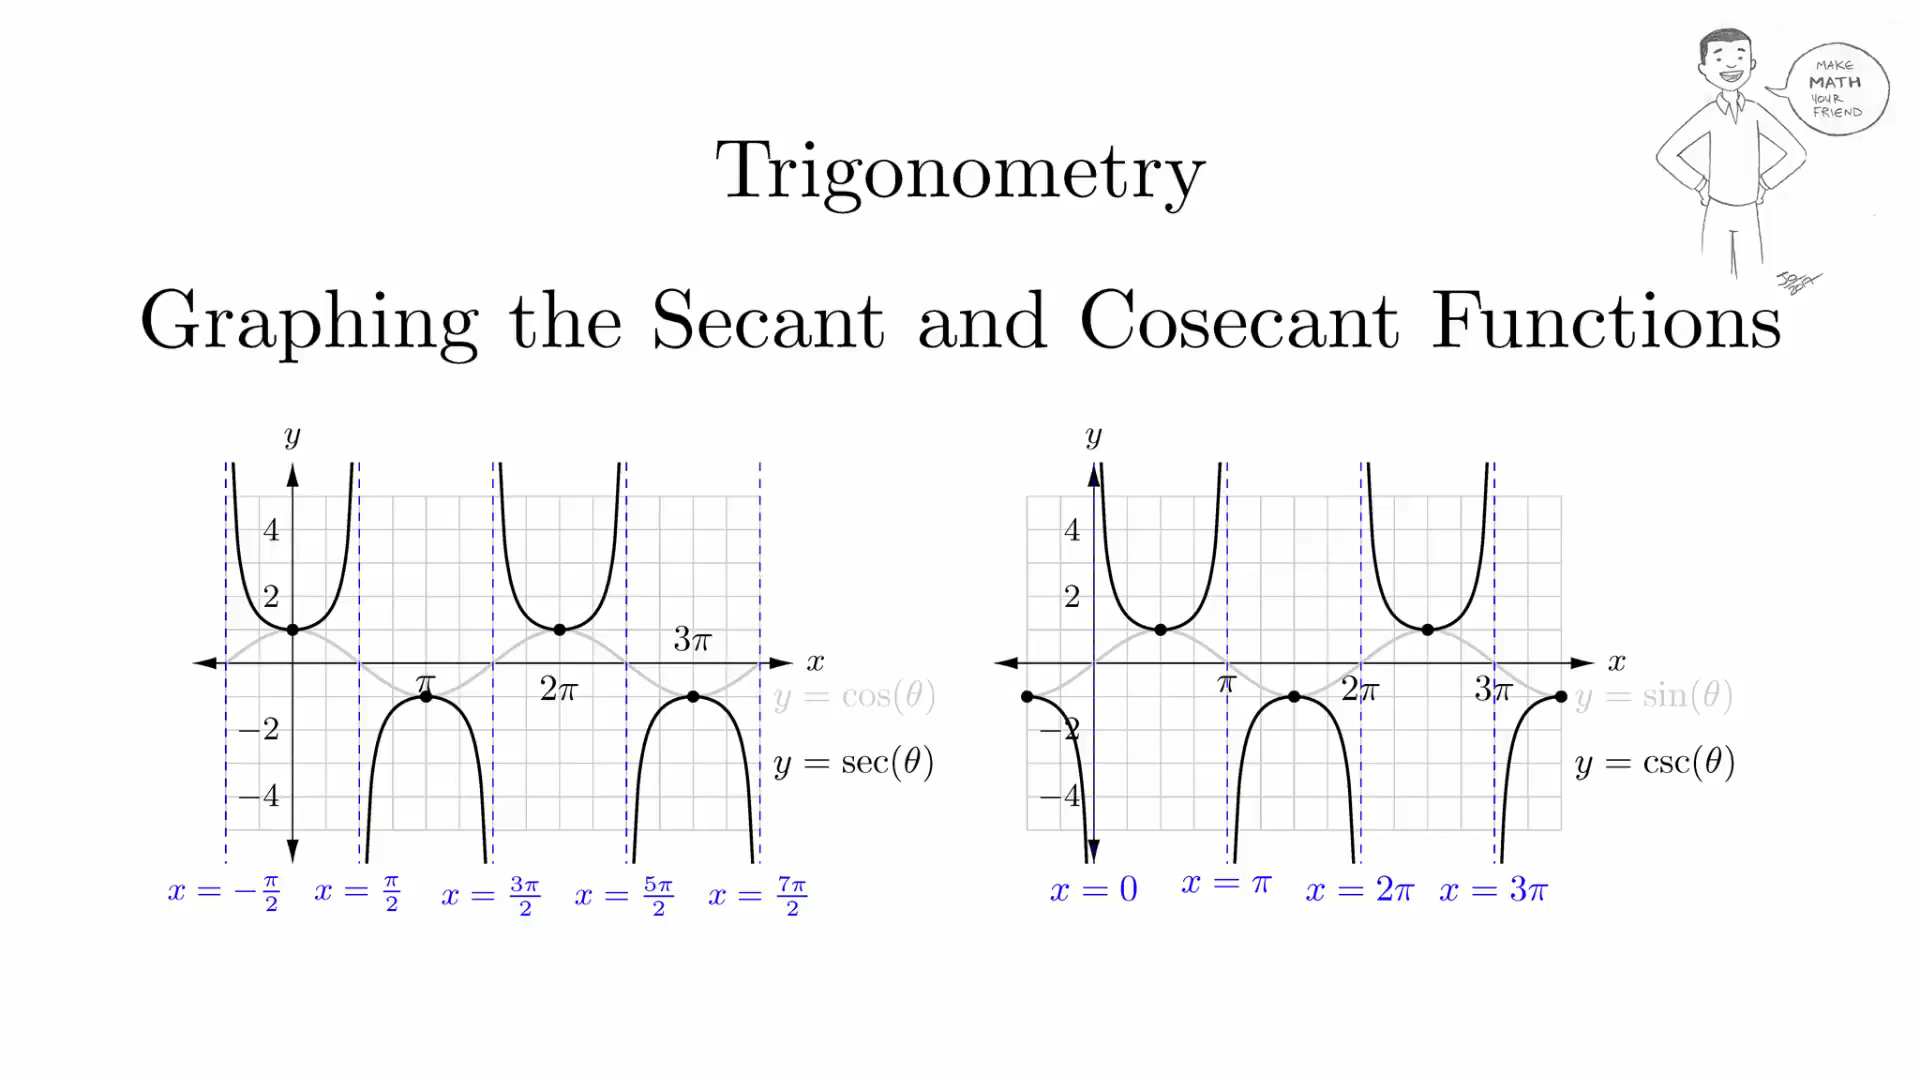 MAKE
MATH
YOUR
FRIEND
Trigonometry
Graphing the Secant and Cosecant Functions
y
4
2
3π
x
π
2π
y = cos(θ)
−2
y = sec(θ)
−4
x = −π/2 x = π/2 x = 3π/2 x = 5π/2 x = 7π/2
y
4
2
x
π 2π 3π
y = sin(θ)
−2
y = csc(θ)
−4
x = 0 x = π x = 2π x = 3π